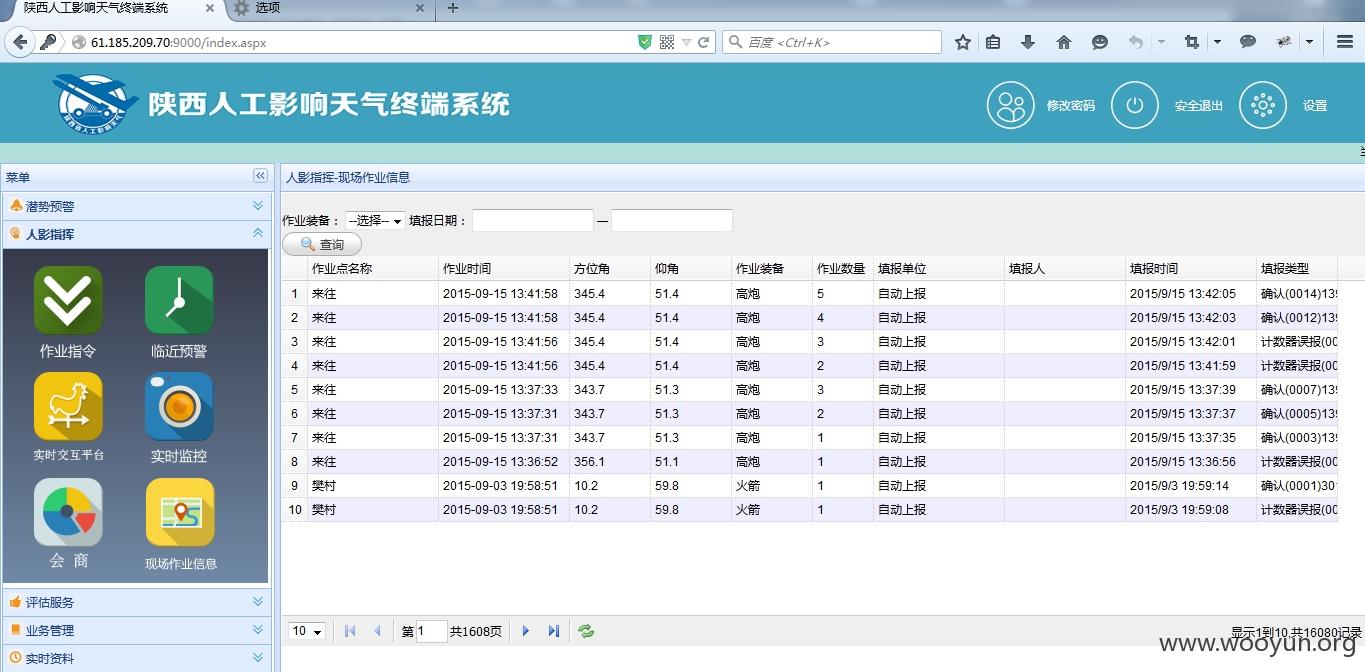 陕西人工影响天气终端系统 选项
61.185.209.70:9000/index.aspx 百度 <Ctrl+K>
陕西人工影响天气终端系统 修改密码 安全退出 设置
菜单
潜势预警
人影指挥
作业指令 临近预警
实时交互平台 实时监控
会 商 现场作业信息
评估服务
业务管理
实时资料
人影指挥-现场作业信息
作业装备： --选择-- 填报日期： —
查询
作业点名称 作业时间 方位角 仰角 作业装备 作业数量 填报单位 填报人 填报时间 填报类型
1 来往 2015-09-15 13:41:58 345.4 51.4 高炮 5 自动上报 2015/9/15 13:42:05 确认(0014)139
2 来往 2015-09-15 13:41:58 345.4 51.4 高炮 4 自动上报 2015/9/15 13:42:03 确认(0012)139
3 来往 2015-09-15 13:41:56 345.4 51.4 高炮 3 自动上报 2015/9/15 13:42:01 计数器误报(00
4 来往 2015-09-15 13:41:56 345.4 51.4 高炮 2 自动上报 2015/9/15 13:41:59 计数器误报(00
5 来往 2015-09-15 13:37:33 343.7 51.3 高炮 3 自动上报 2015/9/15 13:37:39 确认(0007)139
6 来往 2015-09-15 13:37:31 343.7 51.3 高炮 2 自动上报 2015/9/15 13:37:37 确认(0005)139
7 来往 2015-09-15 13:37:31 343.7 51.3 高炮 1 自动上报 2015/9/15 13:37:35 确认(0003)139
8 来往 2015-09-15 13:36:52 356.1 51.1 高炮 1 自动上报 2015/9/15 13:36:56 计数器误报(00
9 樊村 2015-09-03 19:58:51 10.2 59.8 火箭 1 自动上报 2015/9/3 19:59:14 确认(0001)30
10 樊村 2015-09-03 19:58:51 10.2 59.8 火箭 1 自动上报 2015/9/3 19:59:08 计数器误报(00
10 第 1 共1608页 显示1到10,共16080记录
www.wooyun.org